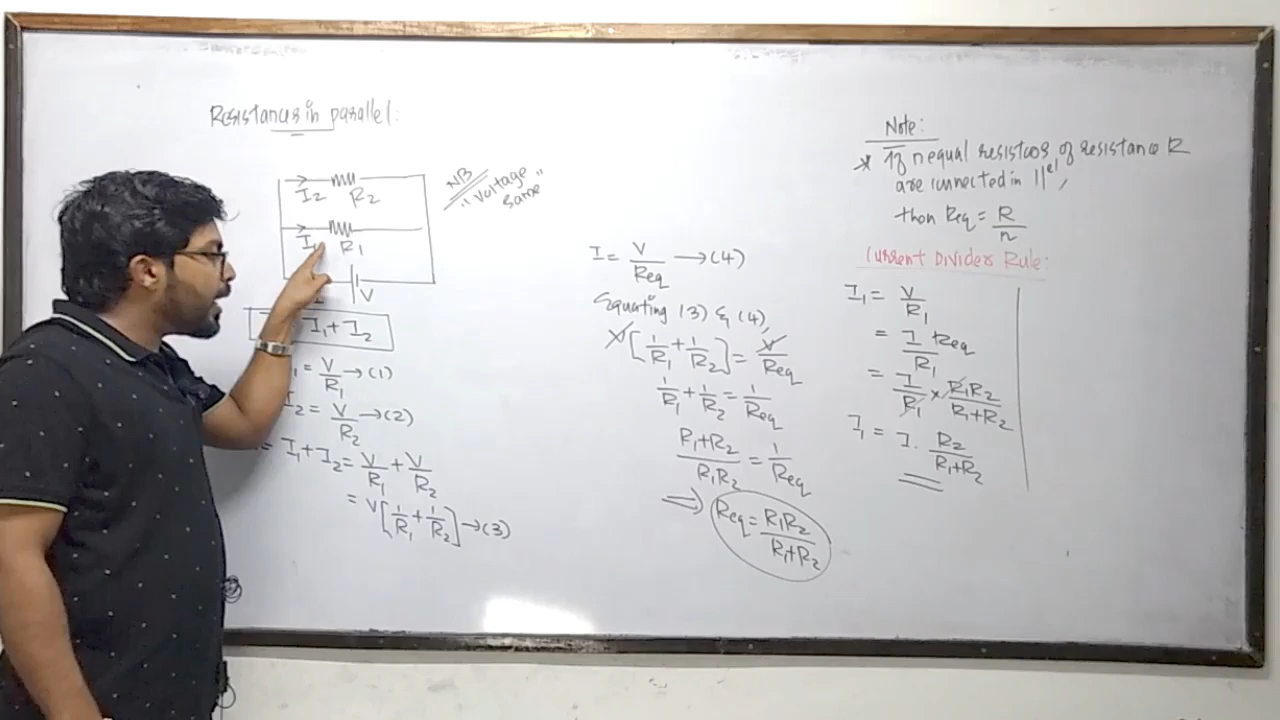 Resistances in parallel:
I2 R2
I1 R1
I V
NB
"Voltage same"
I1 + I2
= V/R1 → (1)
I2 = V/R2 → (2)
= I1 + I2 = V/R1 + V/R2
= V[1/R1 + 1/R2] → (3)
I = V/Req → (4)
Equating (3) & (4),
V[1/R1 + 1/R2] = V/Req
1/R1 + 1/R2 = 1/Req
R1+R2/R1R2 = 1/Req
⇒ Req = R1R2/R1+R2
Note:
* If n equal resistors of resistance R
are connected in ||el,
then Req = R/n
Current Divider Rule:
I1 = V/R1
= I Req/R1
= I/R1 × R1R2/R1+R2
I1 = I. R2/R1+R2